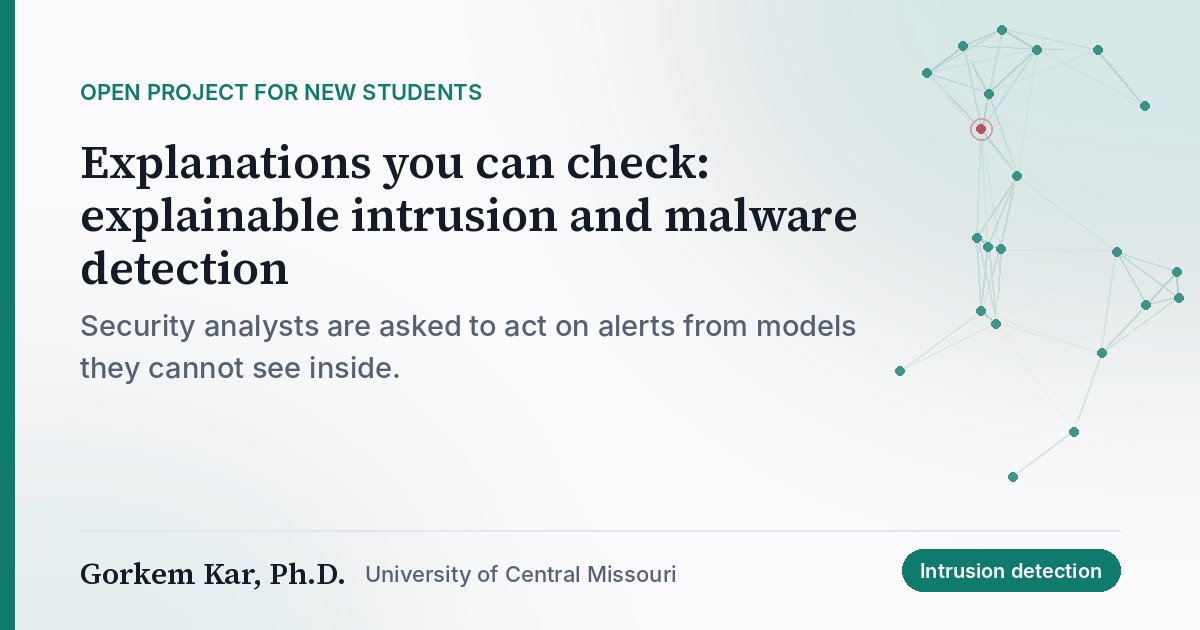 OPEN PROJECT FOR NEW STUDENTS
Explanations you can check:
explainable intrusion and malware
detection
Security analysts are asked to act on alerts from models
they cannot see inside.
Gorkem Kar, Ph.D. University of Central Missouri
Intrusion detection